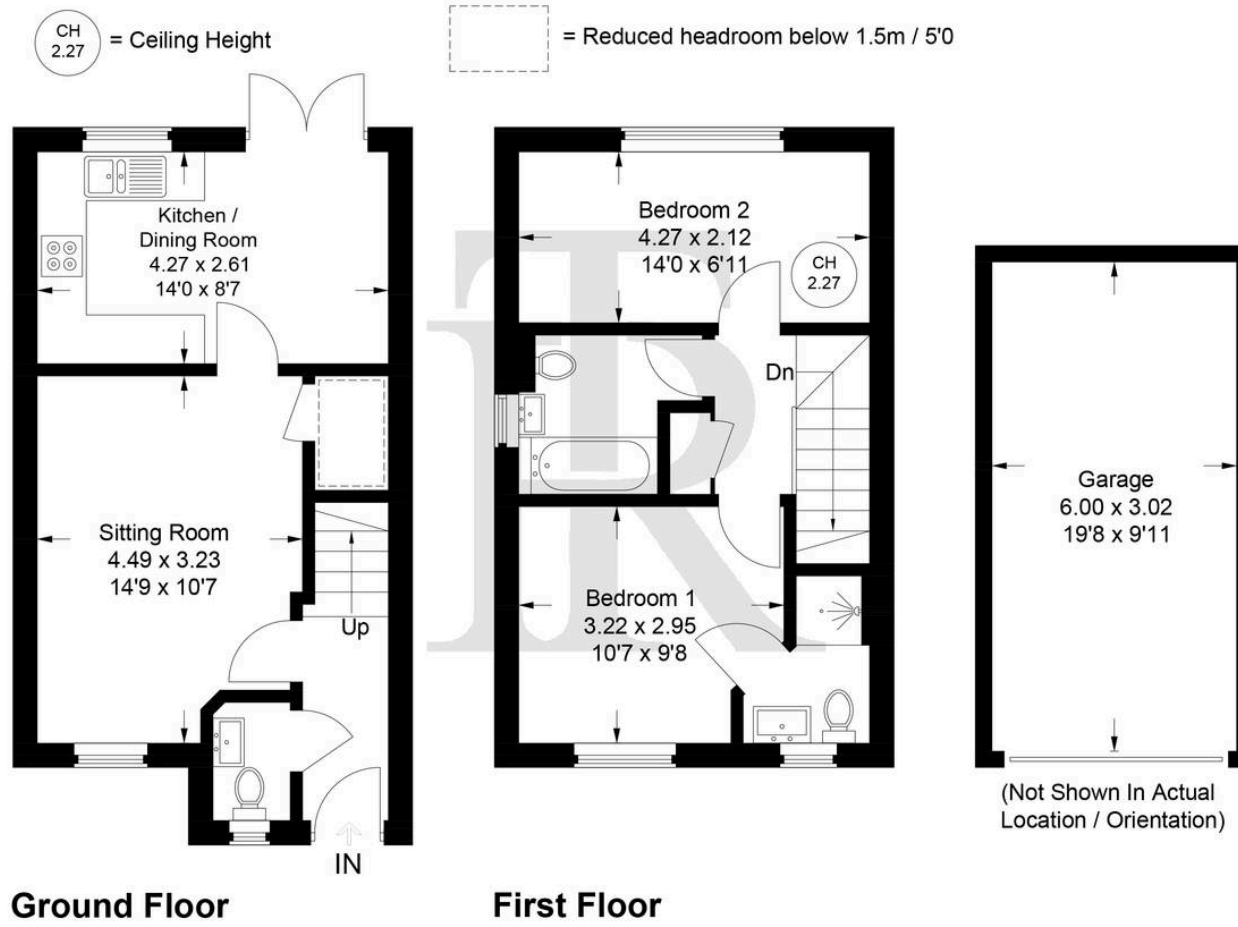 CH
2.27
= Ceiling Height
= Reduced headroom below 1.5m / 5'0
Kitchen /
Dining Room
4.27 x 2.61
14'0 x 8'7
Sitting Room
4.49 x 3.23
14'9 x 10'7
Up
IN
Ground Floor
Bedroom 2
4.27 x 2.12
14'0 x 6'11
CH
2.27
Dn
Bedroom 1
3.22 x 2.95
10'7 x 9'8
First Floor
Garage
6.00 x 3.02
19'8 x 9'11
(Not Shown In Actual
Location / Orientation)
TR